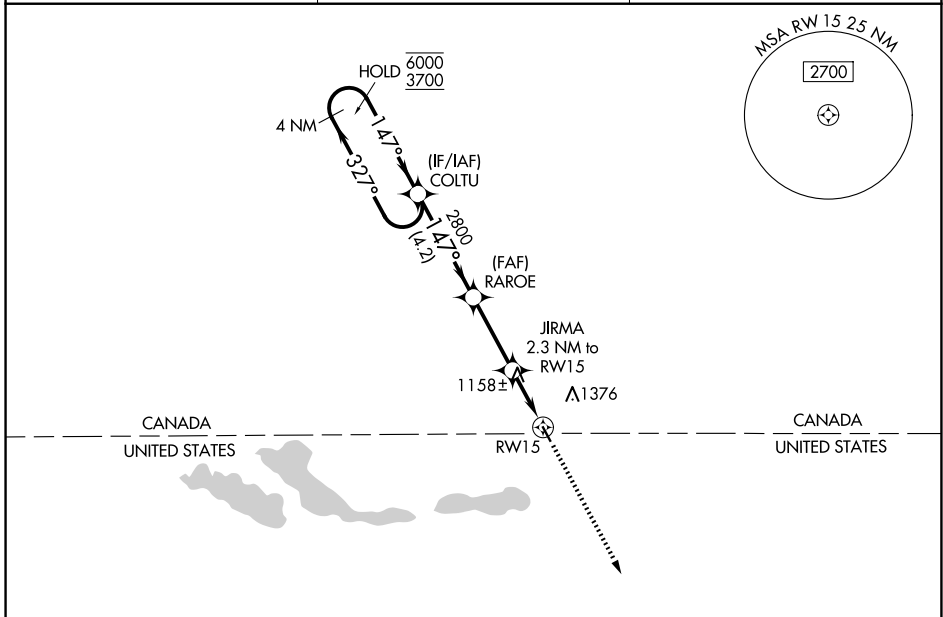 MSA RW 15 25 NM
2700
HOLD 6000
3700
4 NM
147°
327°
(IF/IAF)
COLTU
2800
147°
(4.2)
(FAF)
RAROE
JIRMA
2.3 NM to
RW15
1158±
1376
CANADA
UNITED STATES
RW15
CANADA
UNITED STATES